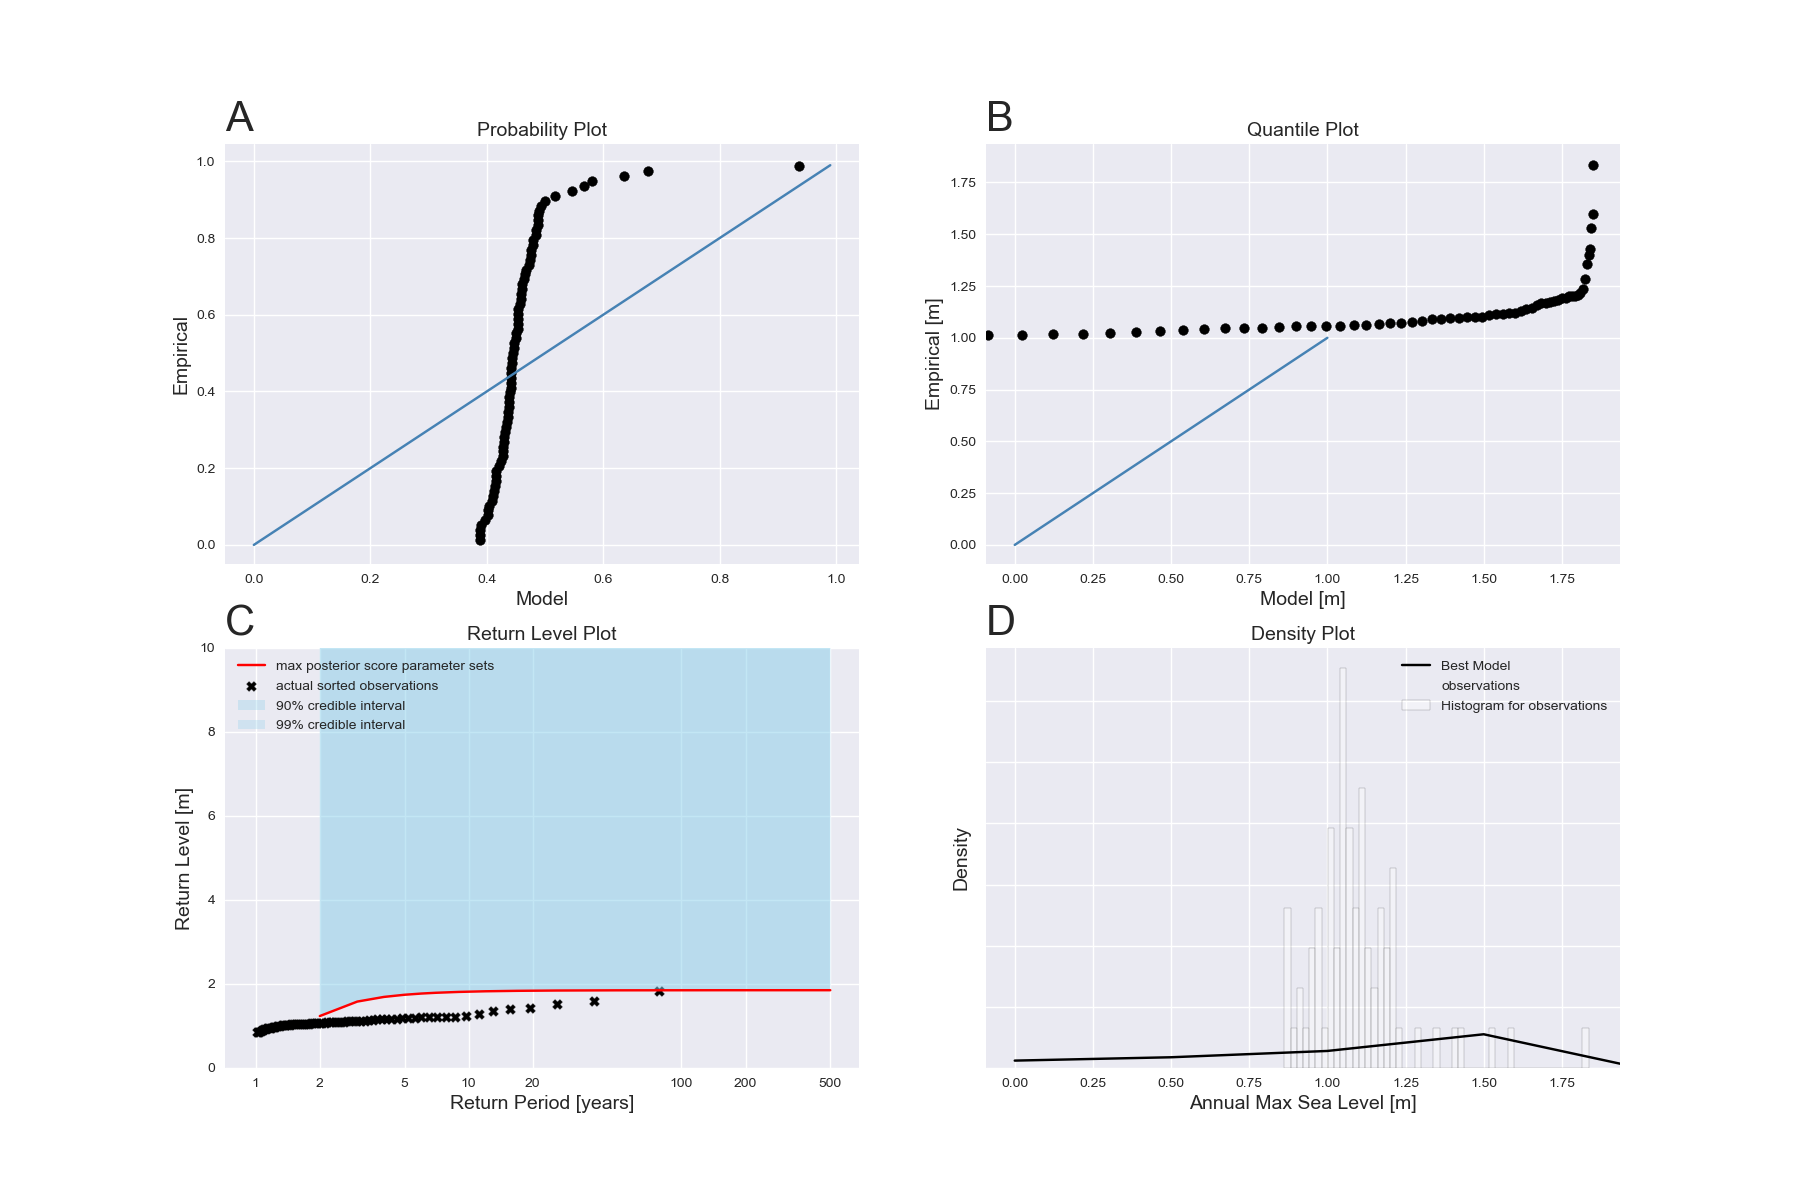 A
Probability Plot
1.0
0.8
0.6
0.4
0.2
0.0
Empirical
0.0 0.2 0.4 0.6 0.8 1.0
Model
B
Quantile Plot
1.75
1.50
1.25
1.00
0.75
0.50
0.25
0.00
Empirical [m]
0.00 0.25 0.50 0.75 1.00 1.25 1.50 1.75
Model [m]
C
Return Level Plot
max posterior score parameter sets
actual sorted observations
90% credible interval
99% credible interval
10
8
6
4
2
0
Return Level [m]
1 2 5 10 20 100 200 500
Return Period [years]
D
Density Plot
Best Model
observations
Histogram for observations
Density
0.00 0.25 0.50 0.75 1.00 1.25 1.50 1.75
Annual Max Sea Level [m]